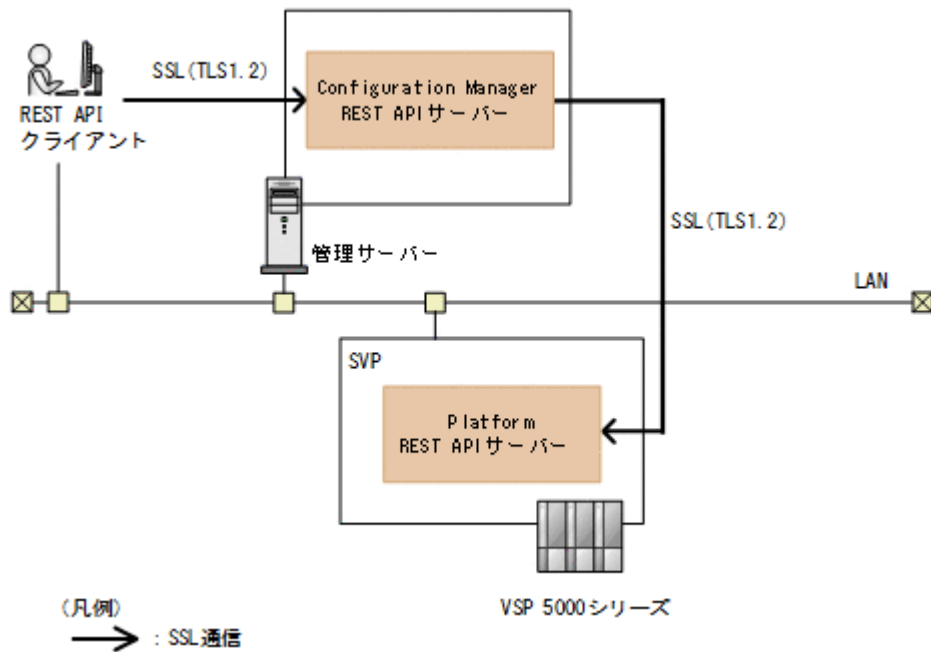 SSL(TLS1.2)
Configuration Manager
REST APIサーバー
REST API
クライアント
SSL(TLS1.2)
管理サーバー
LAN
SVP
Platform
REST APIサーバー
VSP 5000シリーズ
(凡例)
：SSL通信